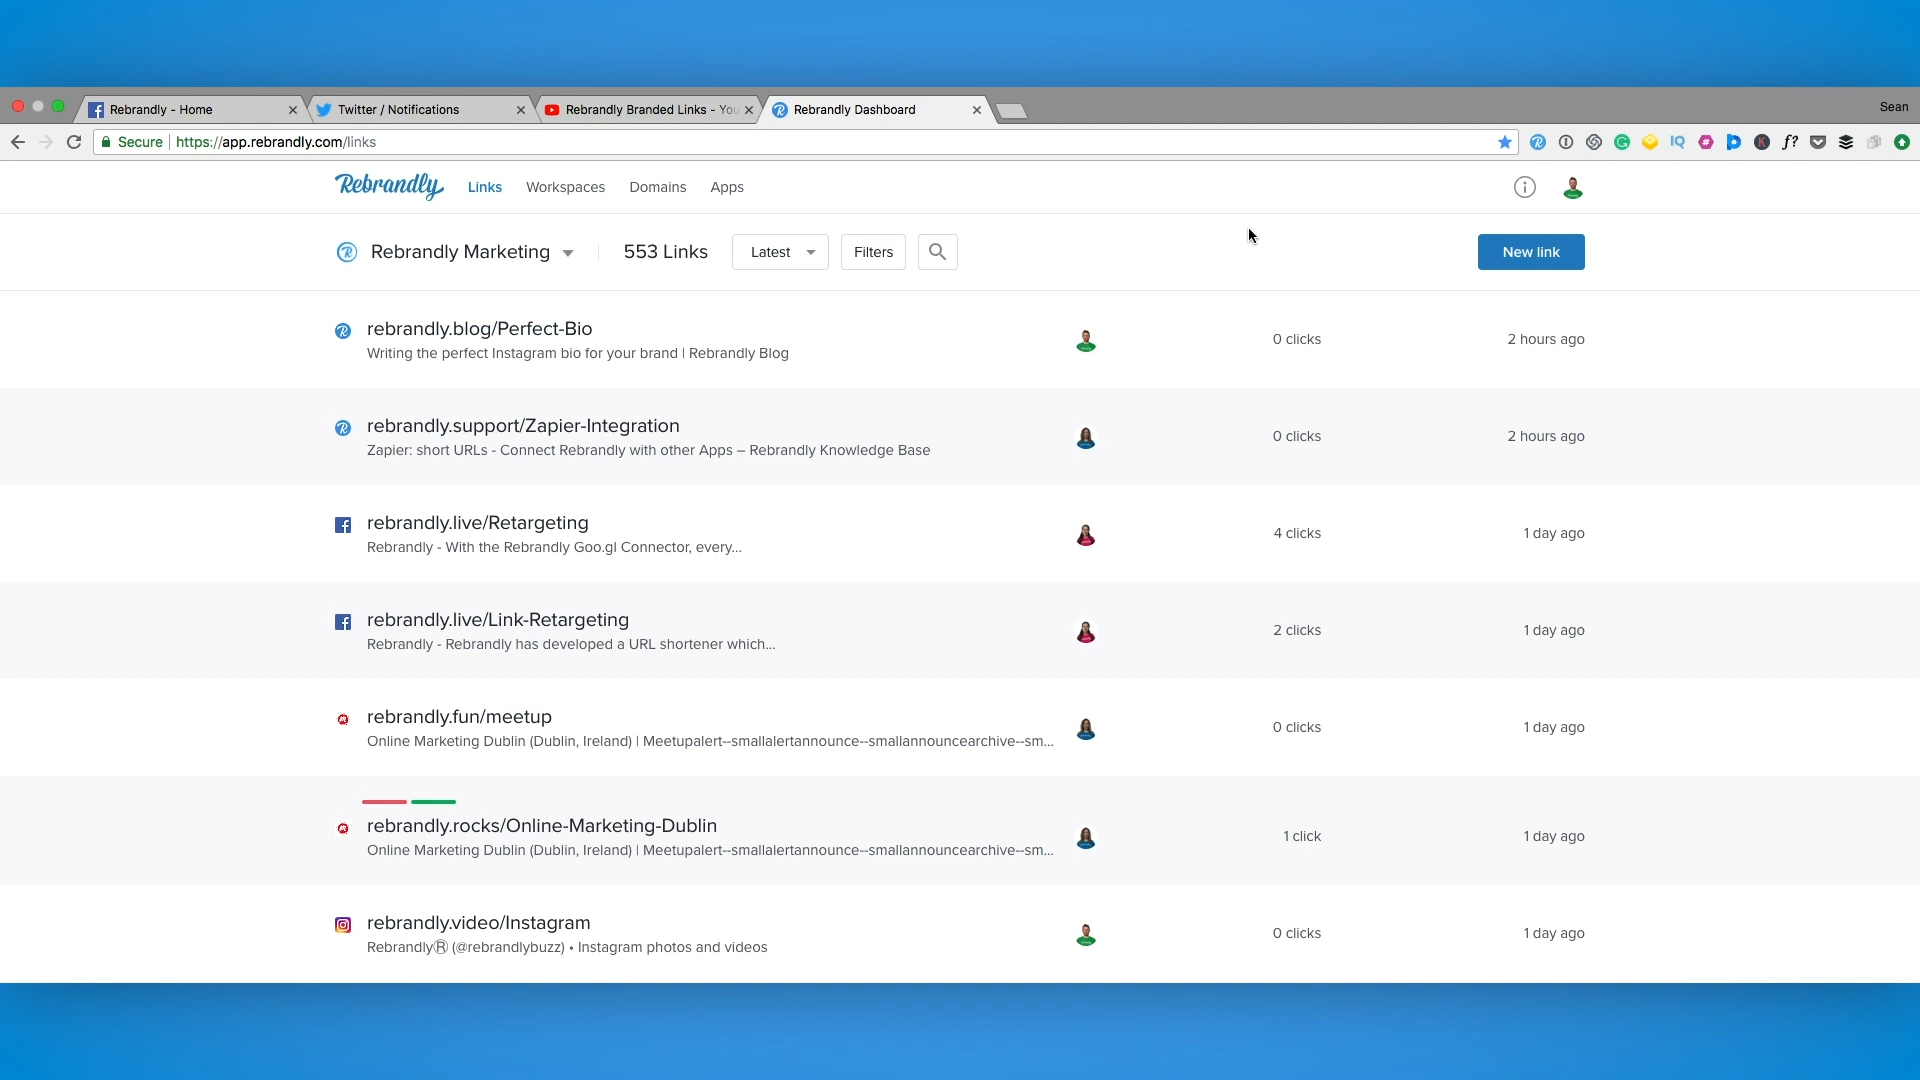 Rebrandly - Home
Twitter / Notifications
Rebrandly Branded Links - You
Rebrandly Dashboard
Sean
Secure
https://app.rebrandly.com/links
Rebrandly
Links
Workspaces
Domains
Apps
Rebrandly Marketing
553 Links
Latest
Filters
New link
rebrandly.blog/Perfect-Bio
Writing the perfect Instagram bio for your brand | Rebrandly Blog
0 clicks
2 hours ago
rebrandly.support/Zapier-Integration
Zapier: short URLs - Connect Rebrandly with other Apps – Rebrandly Knowledge Base
0 clicks
2 hours ago
rebrandly.live/Retargeting
Rebrandly - With the Rebrandly Goo.gl Connector, every...
4 clicks
1 day ago
rebrandly.live/Link-Retargeting
Rebrandly - Rebrandly has developed a URL shortener which...
2 clicks
1 day ago
rebrandly.fun/meetup
Online Marketing Dublin (Dublin, Ireland) | Meetupalert--smallalertannounce--smallannouncearchive--sm...
0 clicks
1 day ago
rebrandly.rocks/Online-Marketing-Dublin
Online Marketing Dublin (Dublin, Ireland) | Meetupalert--smallalertannounce--smallannouncearchive--sm...
1 click
1 day ago
rebrandly.video/Instagram
RebrandlyⓇ (@rebrandlybuzz) • Instagram photos and videos
0 clicks
1 day ago